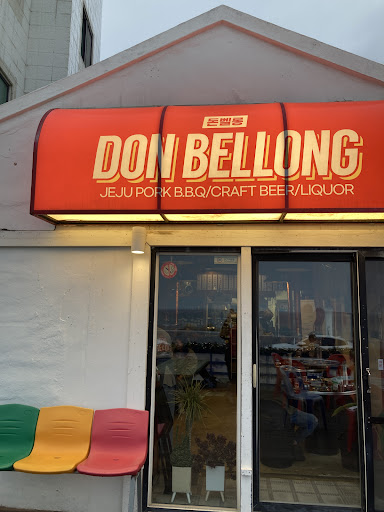 돈벨롱
DON BELLONG
JEJU PORK B.B.Q/CRAFT BEER/LIQUOR